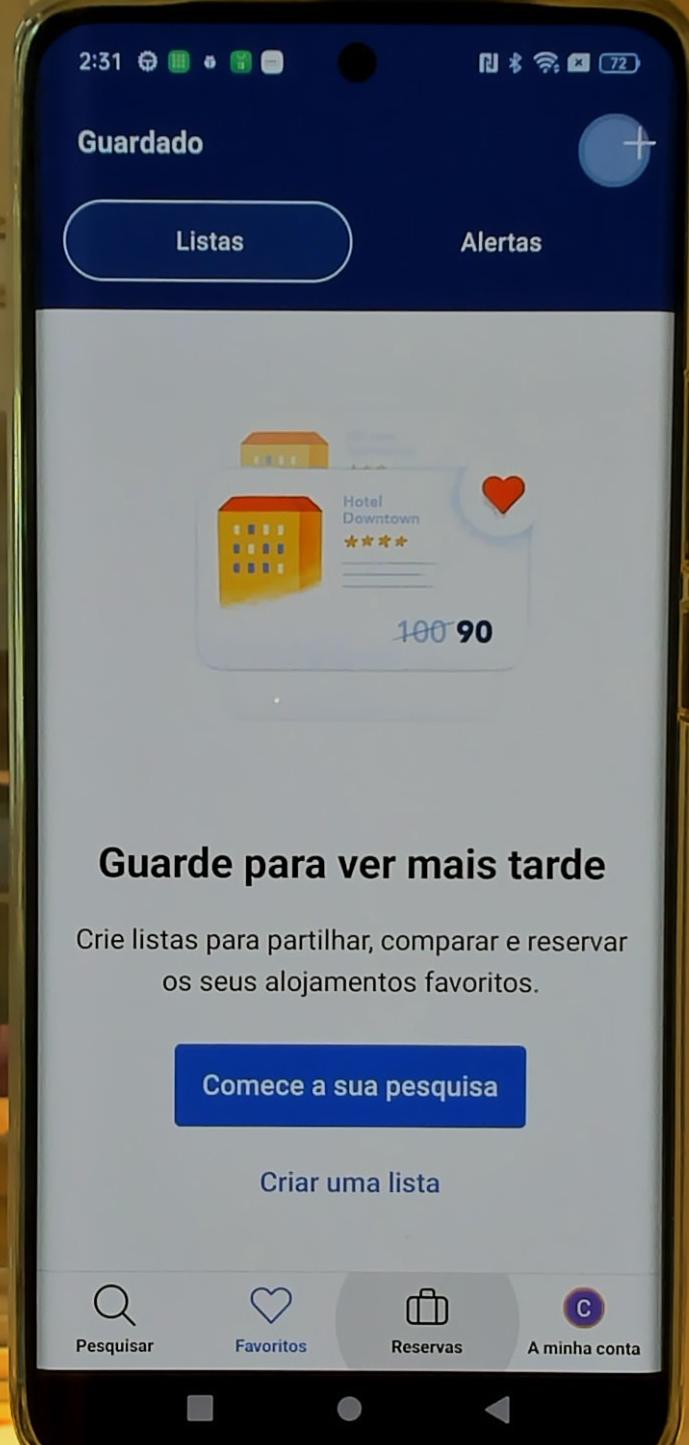 2:31
72
Guardado
Listas
Alertas
Hotel
Downtown
100 90
Guarde para ver mais tarde
Crie listas para partilhar, comparar e reservar
os seus alojamentos favoritos.
Comece a sua pesquisa
Criar uma lista
C
Pesquisar
Favoritos
Reservas
A minha conta